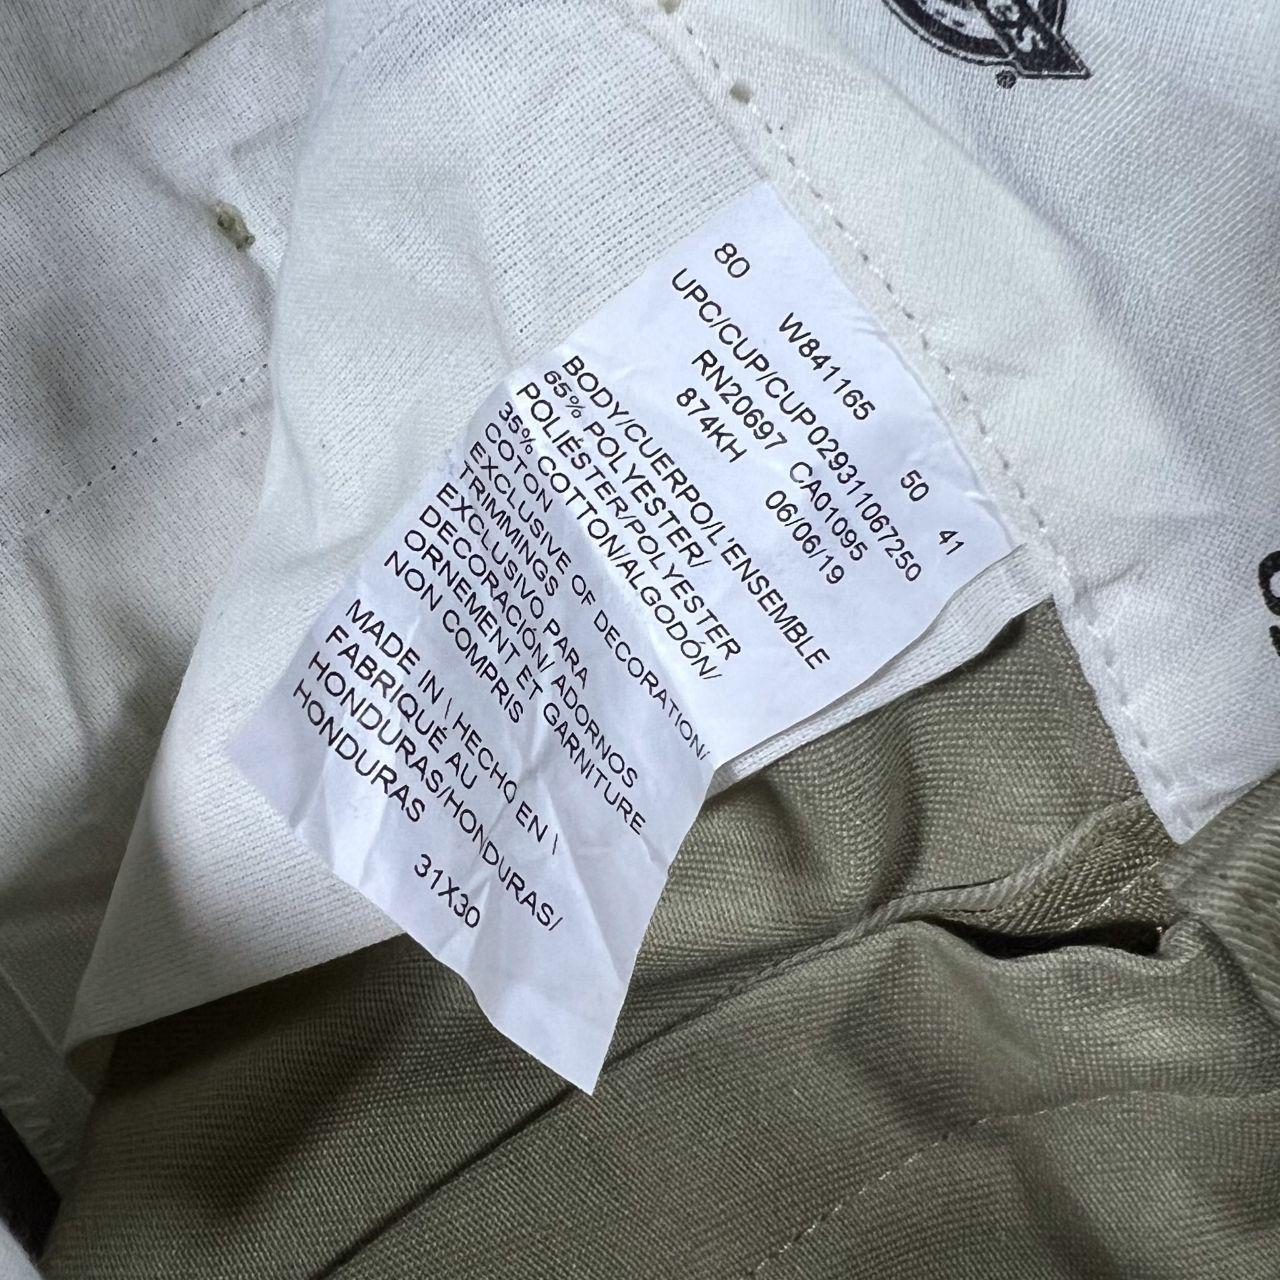 80 W841165 50 41
UPC/CUP/CUP029311067250
RN20697 CA01095
874KH 06/06/19
BODY/CUERPO/L'ENSEMBLE
65% POLYESTER/
POLIÉSTER/POLYESTER
35% COTTON/ALGODÓN/
COTON
EXCLUSIVE OF DECORATION/
TRIMMINGS
EXCLUSIVO PARA
DECORACIÓN/ ADORNOS
ORNEMENT ET GARNITURE
NON COMPRIS
MADE IN \ HECHO EN \
FABRIQUÉ AU
HONDURAS/HONDURAS/
HONDURAS
31X30